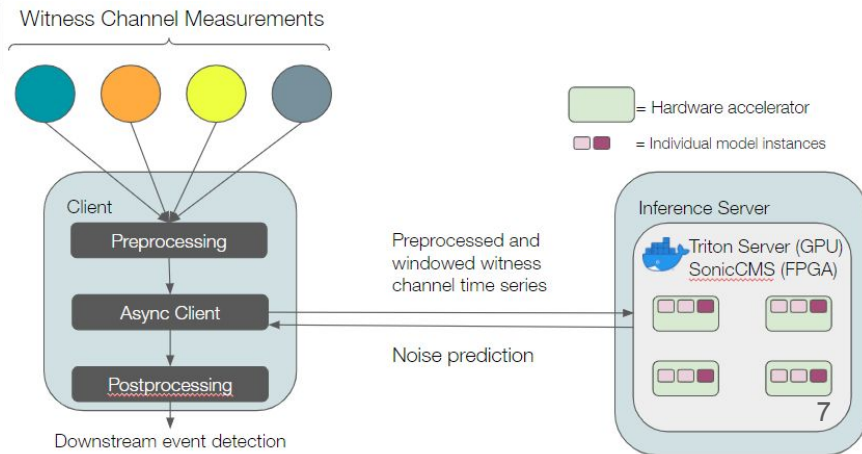 Witness Channel Measurements
= Hardware accelerator
= Individual model instances
Client
Preprocessing
Async Client
Postprocessing
Downstream event detection
Preprocessed and
windowed witness
channel time series
Noise prediction
Inference Server
Triton Server (GPU)
SonicCMS (FPGA)
7